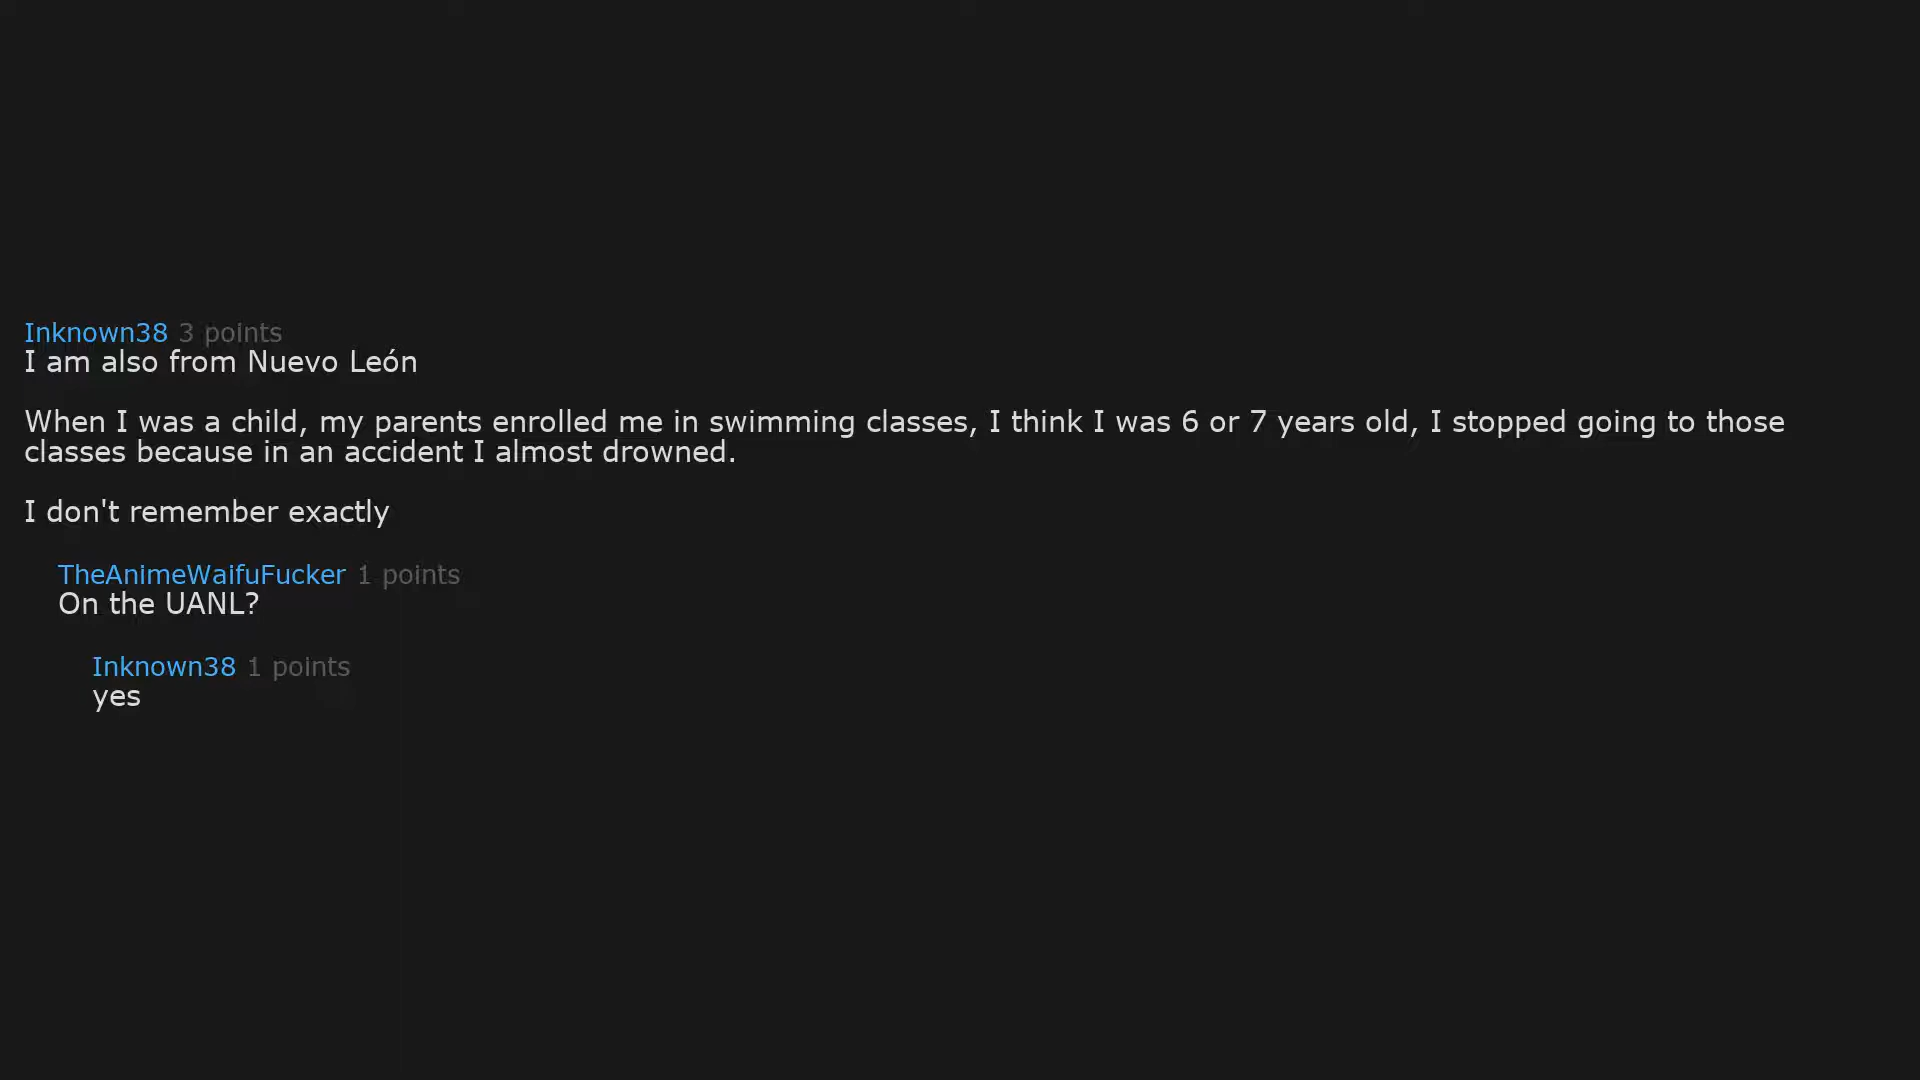 Inknown38 3 points
I am also from Nuevo León
When I was a child, my parents enrolled me in swimming classes, I think I was 6 or 7 years old, I stopped going to those
classes because in an accident I almost drowned.
I don't remember exactly
TheAnimeWaifuFucker 1 points
On the UANL?
Inknown38 1 points
yes